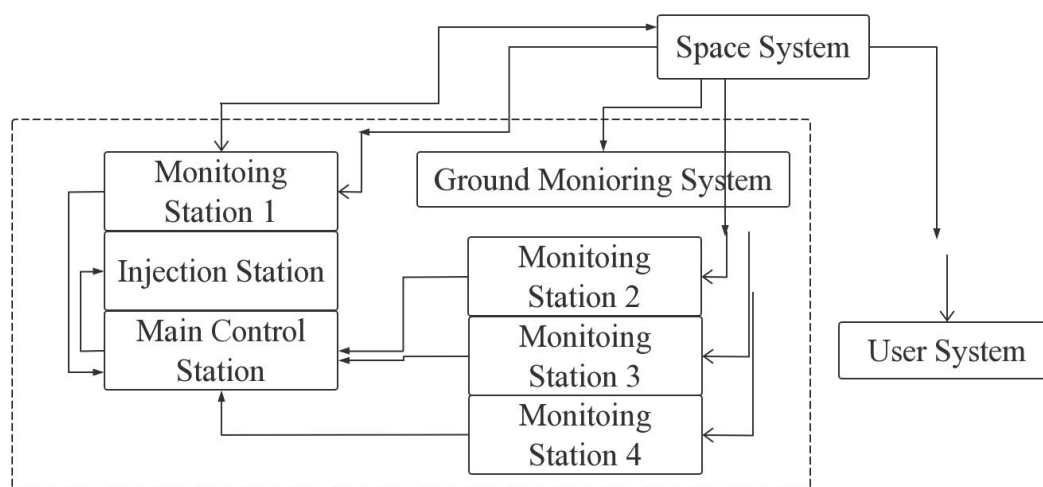 Space System
Monitoing
Station 1
Ground Monioring System
Injection Station
Monitoing
Station 2
Main Control
Station
Monitoing
Station 3
User System
Monitoing
Station 4